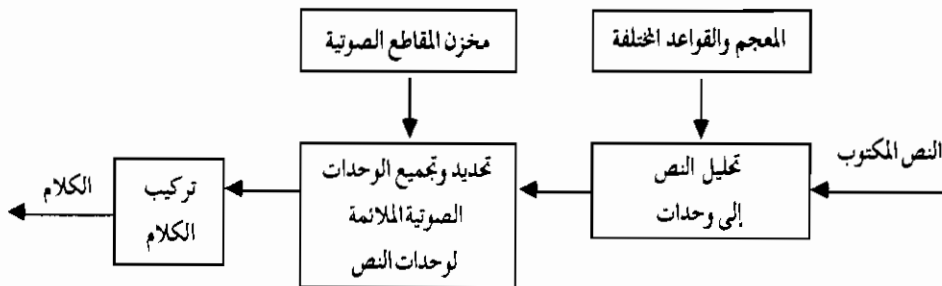 المعجم والقواعد المختلفة
مخزن المقاطع الصوتية
النص المكتوب
تحليل النص
إلى وحدات
تحديد وتجميع الوحدات
الصوتية الملائمة
لوحدات النص
تركيب
الكلام
الكلام